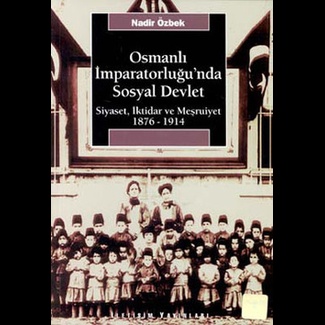 Nadir Özbek
Osmanlı
İmparatorluğu'nda
Sosyal Devlet
Siyaset, İktidar ve Meşruiyet
1876 - 1914
İLETİŞİM YAYINLARI